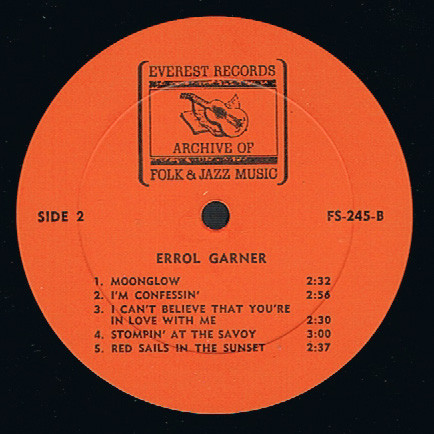 EVEREST RECORDS
ARCHIVE OF
FOLK & JAZZ MUSIC
SIDE 2
FS-245-B
ERROL GARNER
1. MOONGLOW 2:32
2. I'M CONFESSIN' 2:56
3. I CAN'T BELIEVE THAT YOU'RE
IN LOVE WITH ME 2:30
4. STOMPIN' AT THE SAVOY 3:00
5. RED SAILS IN THE SUNSET 2:37